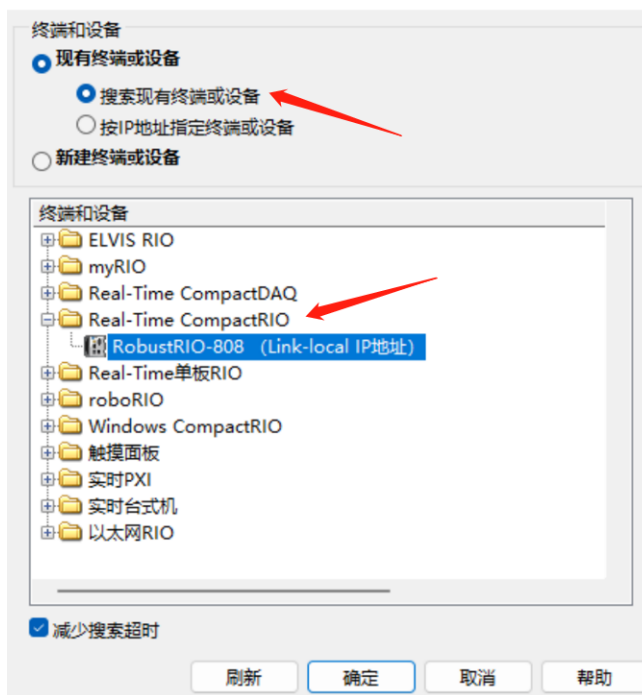 终端和设备
现有终端或设备
搜索现有终端或设备
按IP地址指定终端或设备
新建终端或设备
终端和设备
ELVIS RIO
myRIO
Real-Time CompactDAQ
Real-Time CompactRIO
RobustRIO-808 （Link-local IP地址）
Real-Time单板RIO
roboRIO
Windows CompactRIO
触摸面板
实时PXI
实时台式机
以太网RIO
减少搜索超时
刷新 确定 取消 帮助